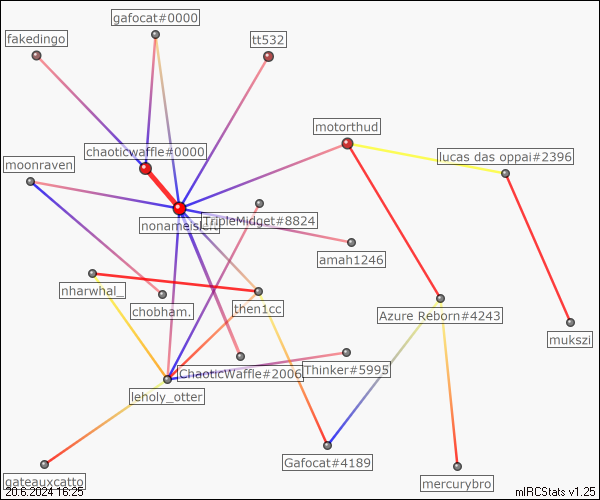 gafocat#0000
fakedingo
tt532
motorthud
chaoticwaffle#0000
lucas das oppai#2396
moonraven
TripleMidget#8824
amah1246
nharwhal_
chobham.
then1cc
Azure Reborn#4243
mukszi
ChaoticWaffle#2006
Thinker#5995
leholy_otter
Gafocat#4189
gateauxcatto
mercurybro
20.6.2024 16:25
mIRCStats v1.25